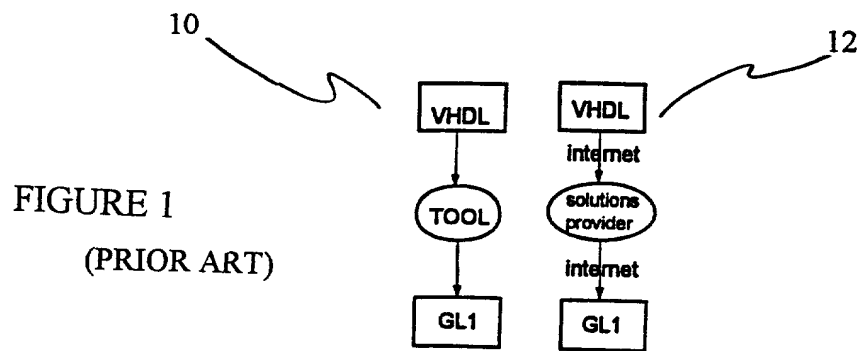 10
12
VHDL
VHDL
internet
FIGURE 1
(PRIOR ART)
TOOL
solutions
provider
internet
GL1
GL1